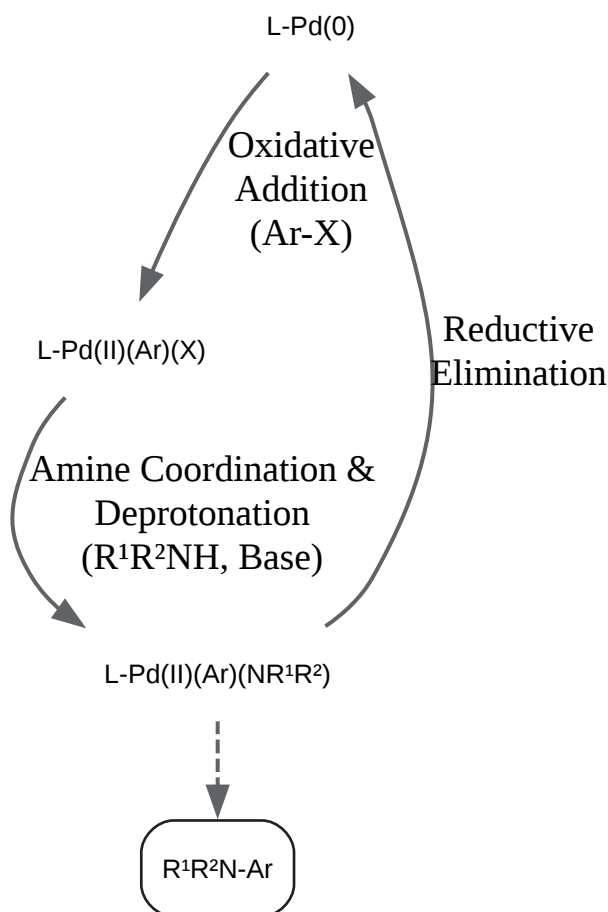 L-Pd(0)
Oxidative
Addition
(Ar-X)
Reductive
Elimination
L-Pd(II)(Ar)(X)
Amine Coordination &
Deprotonation
(R¹R²NH, Base)
L-Pd(II)(Ar)(NR¹R²)
R¹R²N-Ar